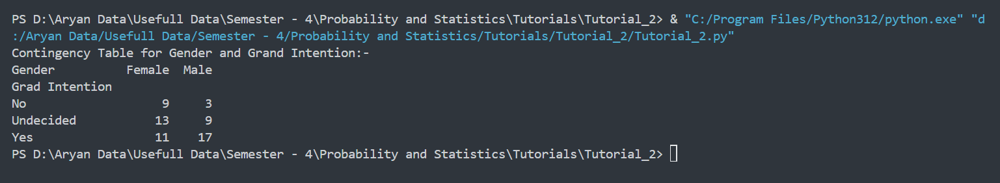 PS D:\Aryan Data\Usefull Data\Semester - 4\Probability and Statistics\Tutorials\Tutorial_2> & "C:/Program Files/Python312/python.exe" "d
:/Aryan Data/Usefull Data/Semester - 4/Probability and Statistics/Tutorials/Tutorial_2/Tutorial_2.py"
Contingency Table for Gender and Grand Intention:-
Gender          Female  Male
Grad Intention
No                   9     3
Undecided           13     9
Yes                 11    17
PS D:\Aryan Data\Usefull Data\Semester - 4\Probability and Statistics\Tutorials\Tutorial_2>